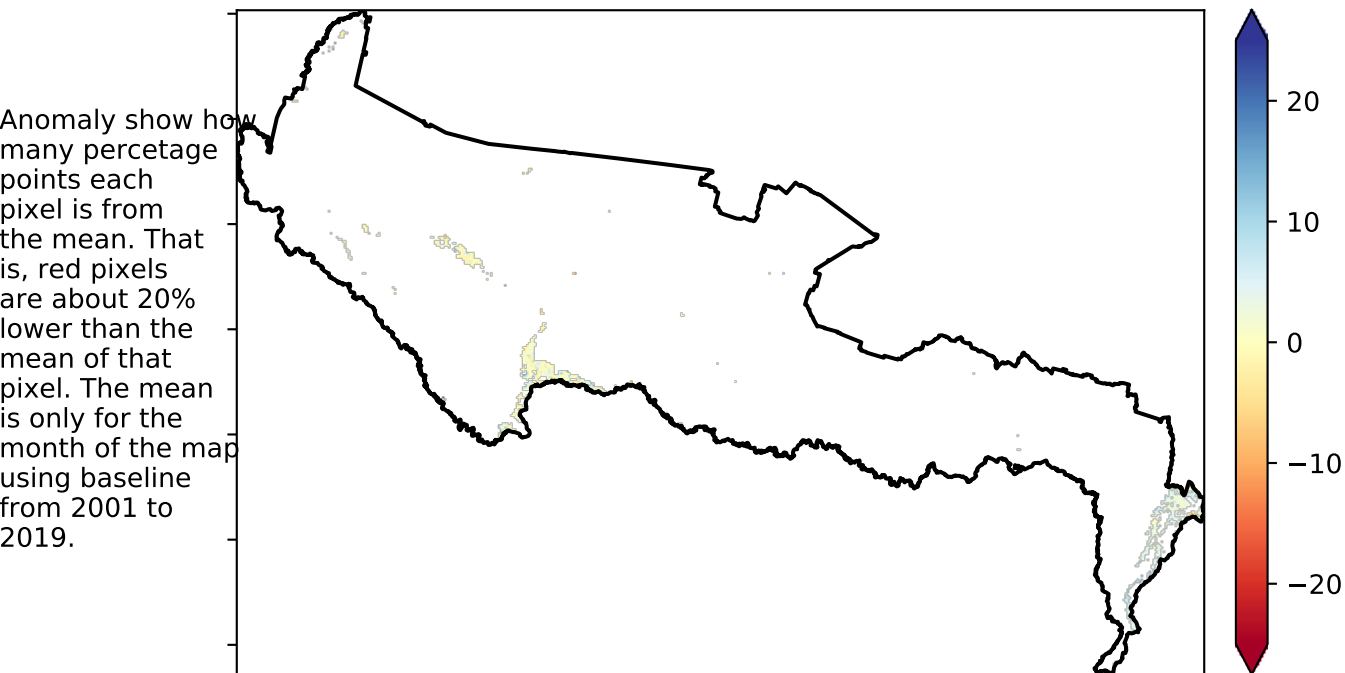 Anomaly show how
many percetage
points each
pixel is from
the mean. That
is, red pixels
are about 20%
lower than the
mean of that
pixel. The mean
is only for the
month of the map
using baseline
from 2001 to
2019.
20
10
0
−10
−20